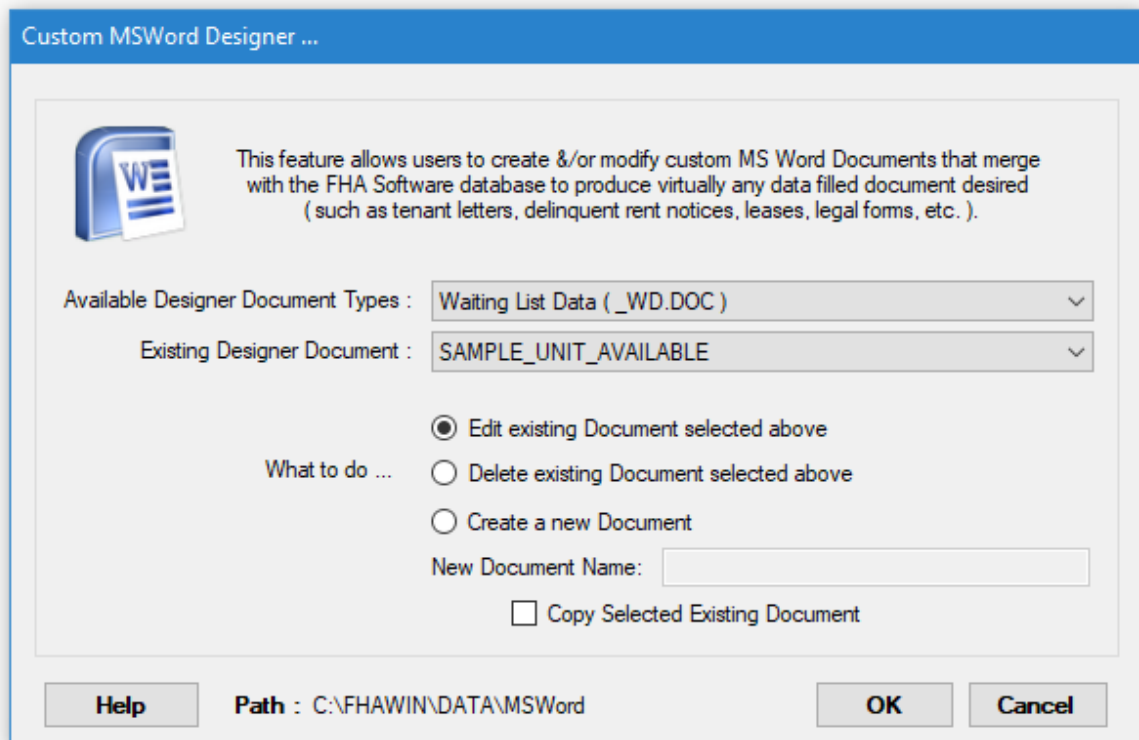 Custom MSWord Designer ...
W
This feature allows users to create &/or modify custom MS Word Documents that merge
with the FHA Software database to produce virtually any data filled document desired
( such as tenant letters, delinquent rent notices, leases, legal forms, etc. ).
Available Designer Document Types : Waiting List Data ( _WD.DOC )
Existing Designer Document : SAMPLE_UNIT_AVAILABLE
Edit existing Document selected above
What to do ... Delete existing Document selected above
Create a new Document
New Document Name:
Copy Selected Existing Document
Help Path : C:\FHAWIN\DATA\MSWord OK Cancel